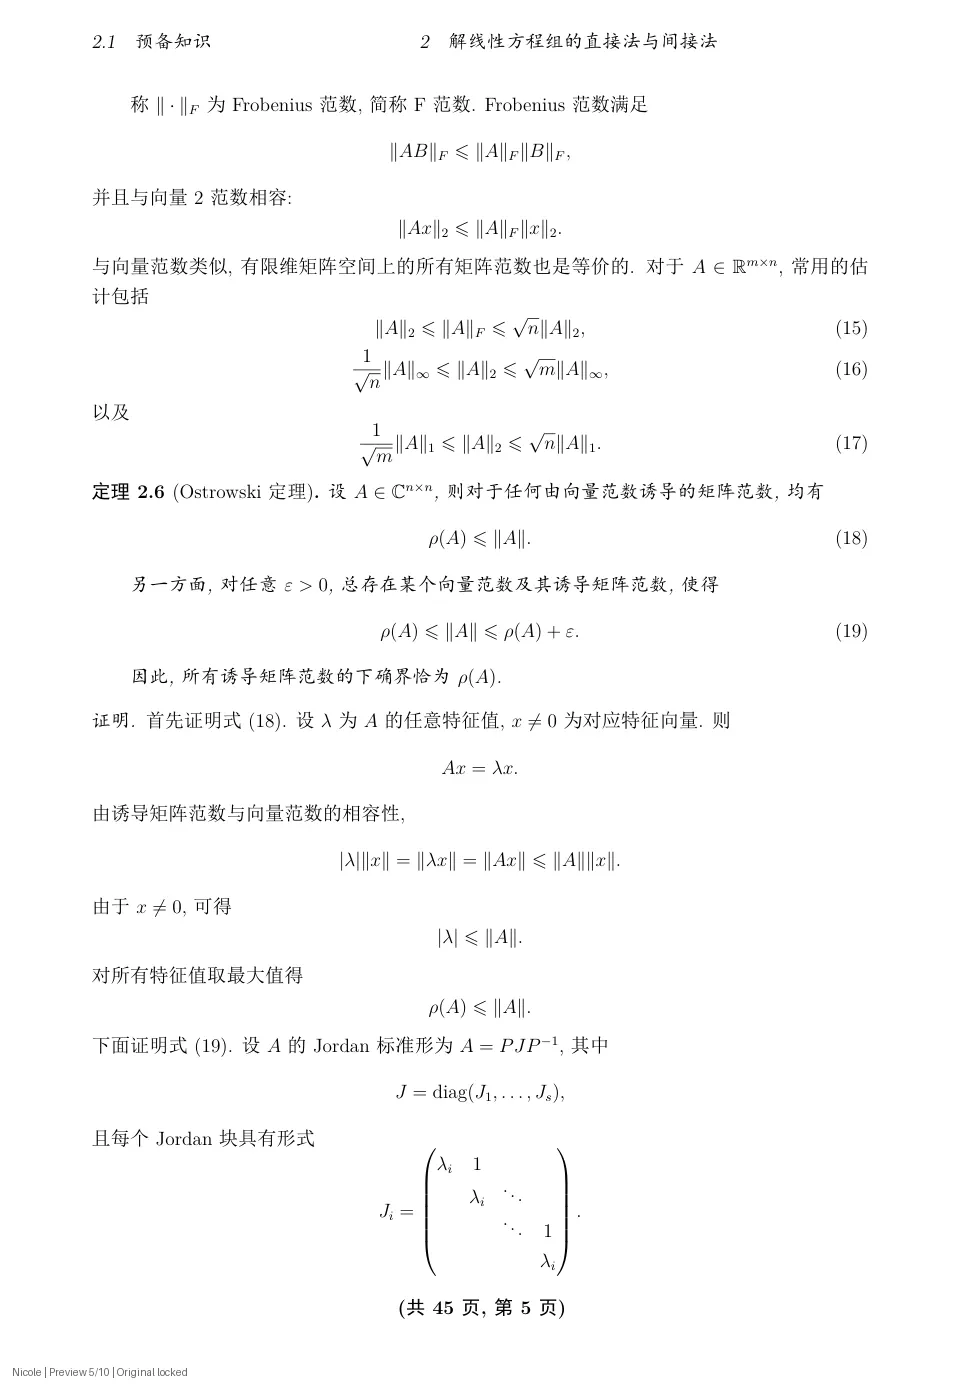 2.1 预备知识 2 解线性方程组的直接法与间接法
称 ∥·∥_F 为 Frobenius 范数, 简称 F 范数. Frobenius 范数满足
∥AB∥_F ⩽ ∥A∥_F∥B∥_F,
并且与向量 2 范数相容:
∥Ax∥_2 ⩽ ∥A∥_F∥x∥_2.
与向量范数类似, 有限维矩阵空间上的所有矩阵范数也是等价的. 对于 A ∈ ℝ^{m×n}, 常用的估
计包括
∥A∥_2 ⩽ ∥A∥_F ⩽ √n∥A∥_2, (15)
1/√n ∥A∥_∞ ⩽ ∥A∥_2 ⩽ √m∥A∥_∞, (16)
以及
1/√m ∥A∥_1 ⩽ ∥A∥_2 ⩽ √n∥A∥_1. (17)
定理 2.6 (Ostrowski 定理). 设 A ∈ ℂ^{n×n}, 则对于任何由向量范数诱导的矩阵范数, 均有
ρ(A) ⩽ ∥A∥. (18)
另一方面, 对任意 ε > 0, 总存在某个向量范数及其诱导矩阵范数, 使得
ρ(A) ⩽ ∥A∥ ⩽ ρ(A) + ε. (19)
因此, 所有诱导矩阵范数的下确界恰为 ρ(A).
证明. 首先证明式 (18). 设 λ 为 A 的任意特征值, x ≠ 0 为对应特征向量. 则
Ax = λx.
由诱导矩阵范数与向量范数的相容性,
|λ|∥x∥ = ∥λx∥ = ∥Ax∥ ⩽ ∥A∥∥x∥.
由于 x ≠ 0, 可得
|λ| ⩽ ∥A∥.
对所有特征值取最大值得
ρ(A) ⩽ ∥A∥.
下面证明式 (19). 设 A 的 Jordan 标准形为 A = PJP^{-1}, 其中
J = diag(J_1, . . . , J_s),
且每个 Jordan 块具有形式
λ_i 1
λ_i ⋱
J_i = .
⋱ 1
λ_i
(共 45 页, 第 5 页)
Nicole | Preview 5/10 | Original locked